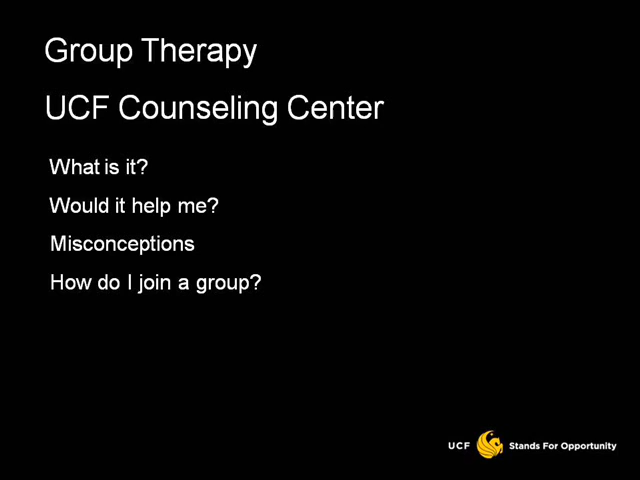 Group Therapy
UCF Counseling Center
What is it?
Would it help me?
Misconceptions
How do I join a group?
UCF Stands For Opportunity